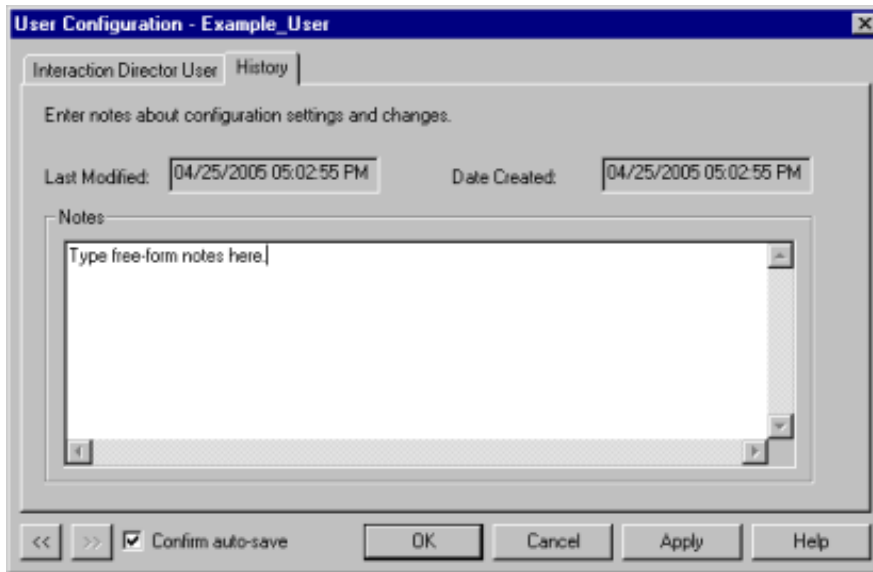 User Configuration - Example_User
Interaction Director User History
Enter notes about configuration settings and changes.
Last Modified: 04/25/2005 05:02:55 PM Date Created: 04/25/2005 05:02:55 PM
Notes
Type free-form notes here.
<< >> Confirm auto-save OK Cancel Apply Help